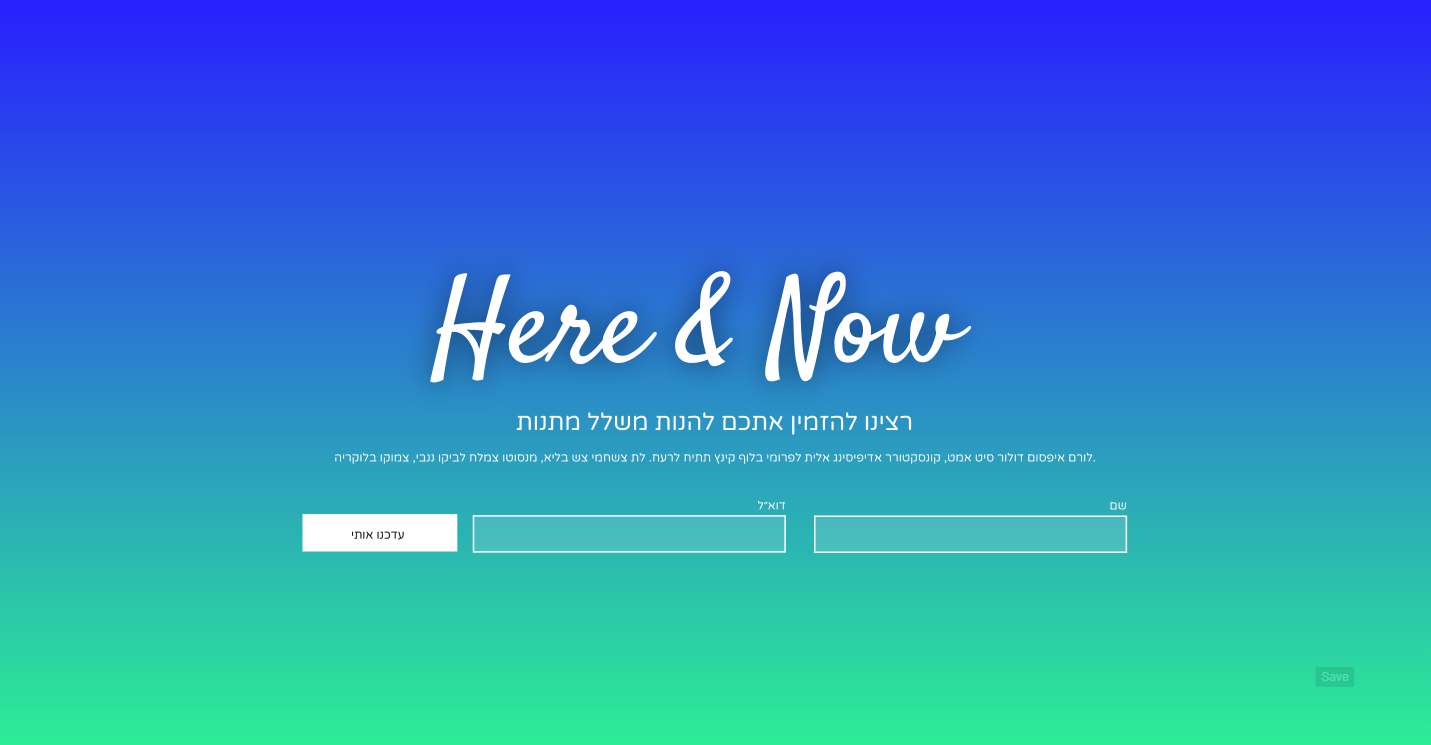 Here & Now
רצינו להזמין אתכם להנות משלל מתנות
לורם איפסום דולור סיט אמט, קונסקטורר אדיפיסינג אלית לפרומי בלוף קינץ תתיח לרעח. לת צשחמי צש בליא, מנסוטו צמלח לביקו ננבי, צמוקו בלוקריה.
שם
דוא״ל
עדכנו אותי
Save